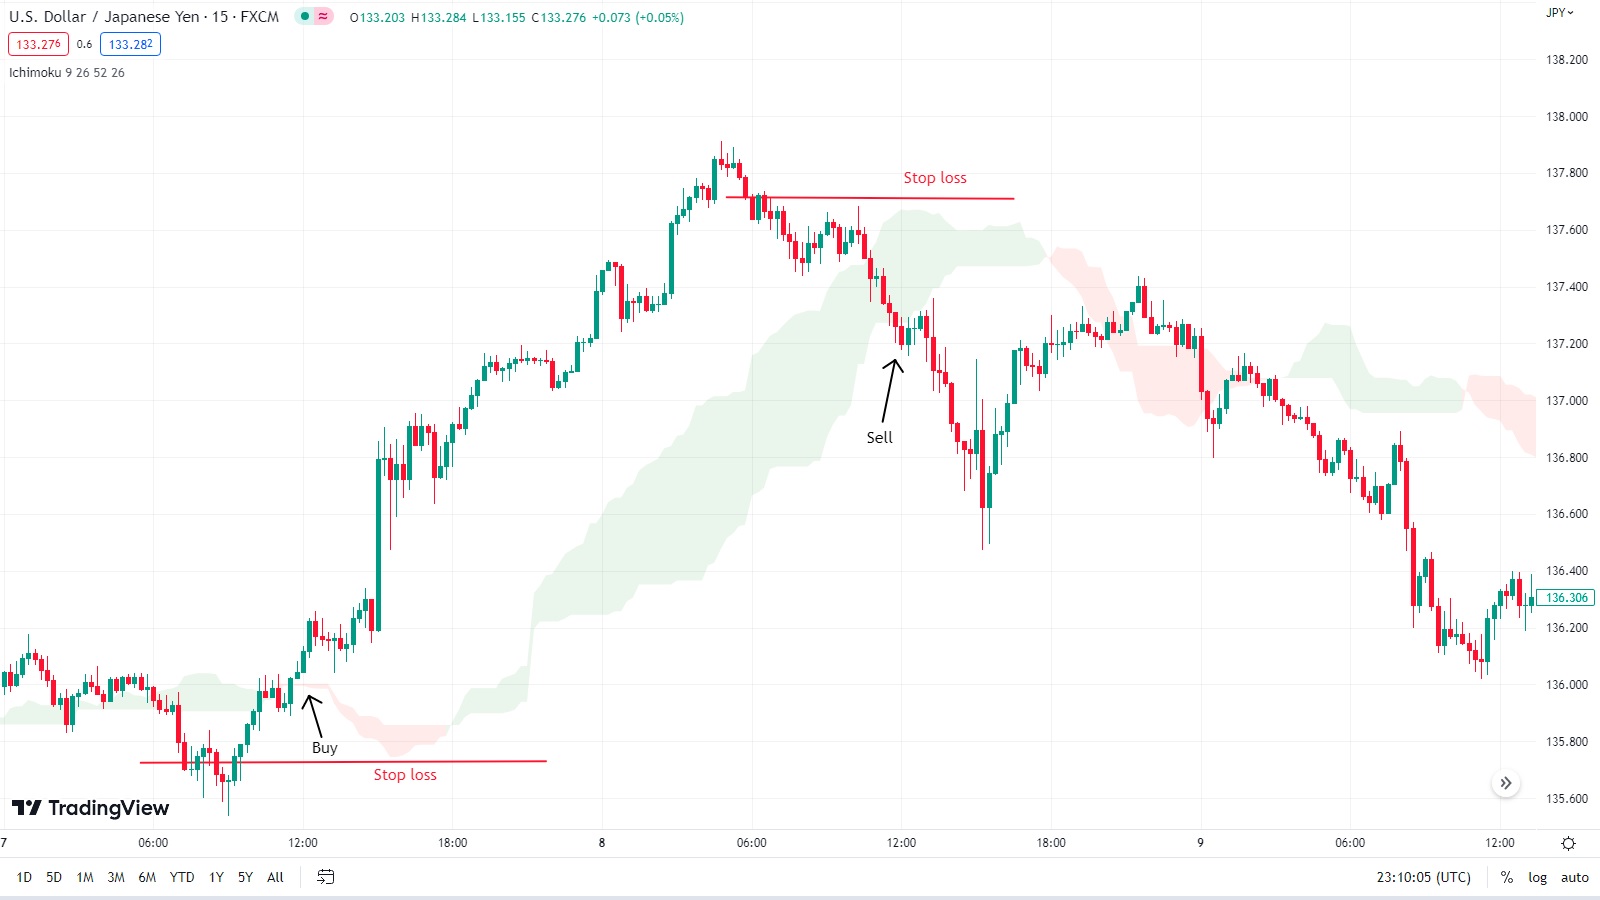 U.S. Dollar / Japanese Yen · 15 · FXCM ≈ O133.203 H133.284 L133.155 C133.276 +0.073 (+0.05%) JPY
133.276 0.6 133.282
Ichimoku 9 26 52 26
138.200
138.000
137.800
Stop loss
137.600
137.400
137.200
137.000
Sell
136.800
136.600
136.400
136.306
136.200
136.000
Buy
135.800
Stop loss
135.600
TradingView
7 06:00 12:00 18:00 8 06:00 12:00 18:00 9 06:00 12:00
1D 5D 1M 3M 6M YTD 1Y 5Y All 23:10:05 (UTC) % log auto